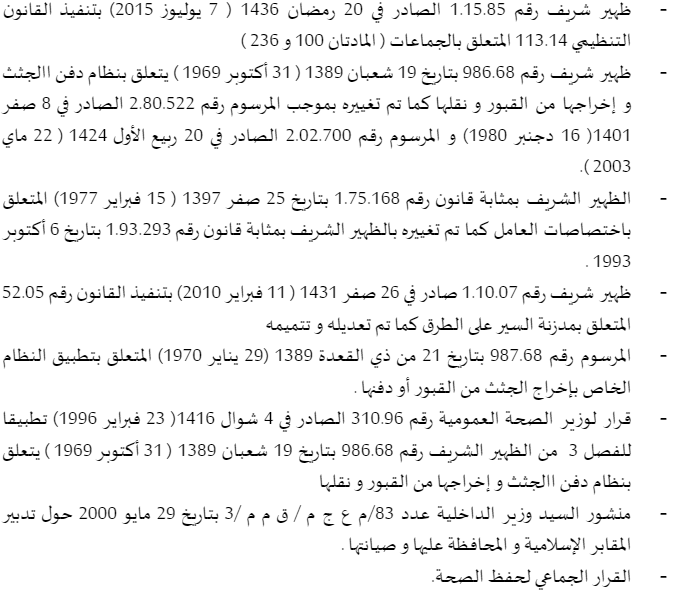 - ظهير شريف رقم 1.15.85 الصادر في 20 رمضان 1436 ( 7 يوليوز 2015) بتنفيذ القانون
التنظيمي 113.14 المتعلق بالجماعات ( المادتان 100 و 236 )
- ظهير شريف رقم 986.68 بتاريخ 19 شعبان 1389 ( 31 أكتوبر 1969 ) يتعلق بنظام دفن االجثث
و إخراجها من القبور و نقلها كما تم تغييره بموجب المرسوم رقم 2.80.522 الصادر في 8 صفر
1401( 16 دجنبر 1980) و المرسوم رقم 2.02.700 الصادر في 20 ربيع الأول 1424 ( 22 ماي
2003 ).
- الظهير الشريف بمثابة قانون رقم 1.75.168 بتاريخ 25 صفر 1397 ( 15 فبراير 1977) المتعلق
باختصاصات العامل كما تم تغييره بالظهير الشريف بمثابة قانون رقم 1.93.293 بتاريخ 6 أكتوبر
1993 .
- ظهير شريف رقم 1.10.07 صادر في 26 صفر 1431 ( 11 فبراير 2010) بتنفيذ القانون رقم 52.05
المتعلق بمدزنة السير على الطرق كما تم تعديله و تتميمه
- المرسوم رقم 987.68 بتاريخ 21 من ذي القعدة 1389 (29 يناير 1970) المتعلق بتطبيق النظام
الخاص بإخراج الجثث من القبور أو دفنها .
- قرار لوزير الصحة العمومية رقم 310.96 الصادر في 4 شوال 1416( 23 فبراير 1996) تطبيقا
للفصل 3 من الظهير الشريف رقم 986.68 بتاريخ 19 شعبان 1389 ( 31 أكتوبر 1969 ) يتعلق
بنظام دفن االجثث و إخراجها من القبور و نقلها
- منشور السيد وزير الداخلية عدد 83/م ع ج م / ق م م /3 بتاريخ 29 مايو 2000 حول تدبير
المقابر الإسلامية و المحافظة عليها و صيانتها .
- القرار الجماعي لحفظ الصحة.